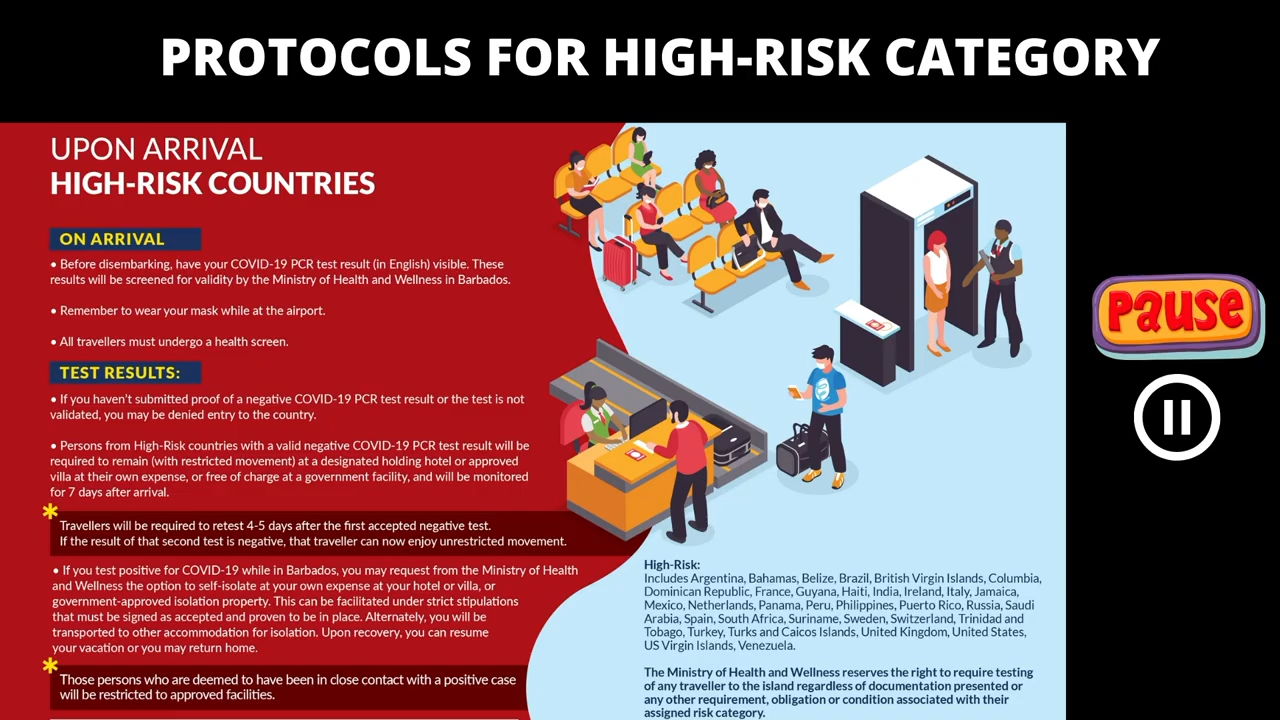 PROTOCOLS FOR HIGH-RISK CATEGORY
UPON ARRIVAL
HIGH-RISK COUNTRIES
ON ARRIVAL
• Before disembarking, have your COVID-19 PCR test result (in English) visible. These
results will be screened for validity by the Ministry of Health and Wellness in Barbados.
• Remember to wear your mask while at the airport.
• All travellers must undergo a health screen.
TEST RESULTS:
• If you haven't submitted proof of a negative COVID-19 PCR test result or the test is not
validated, you may be denied entry to the country.
• Persons from High-Risk countries with a valid negative COVID-19 PCR test result will be
required to remain (with restricted movement) at a designated holding hotel or approved
villa at their own expense, or free of charge at a government facility, and will be monitored
for 7 days after arrival.
* Travellers will be required to retest 4-5 days after the first accepted negative test.
If the result of that second test is negative, that traveller can now enjoy unrestricted movement.
• If you test positive for COVID-19 while in Barbados, you may request from the Ministry of Health
and Wellness the option to self-isolate at your own expense at your hotel or villa, or
government-approved isolation property. This can be facilitated under strict stipulations
that must be signed as accepted and proven to be in place. Alternately, you will be
transported to other accommodation for isolation. Upon recovery, you can resume
your vacation or you may return home.
* Those persons who are deemed to have been in close contact with a positive case
will be restricted to approved facilities.
High-Risk:
Includes Argentina, Bahamas, Belize, Brazil, British Virgin Islands, Columbia,
Dominican Republic, France, Guyana, Haiti, India, Ireland, Italy, Jamaica,
Mexico, Netherlands, Panama, Peru, Philippines, Puerto Rico, Russia, Saudi
Arabia, Spain, South Africa, Suriname, Sweden, Switzerland, Trinidad and
Tobago, Turkey, Turks and Caicos Islands, United Kingdom, United States,
US Virgin Islands, Venezuela.
The Ministry of Health and Wellness reserves the right to require testing
of any traveller to the island regardless of documentation presented or
any other requirement, obligation or condition associated with their
assigned risk category.
Pause